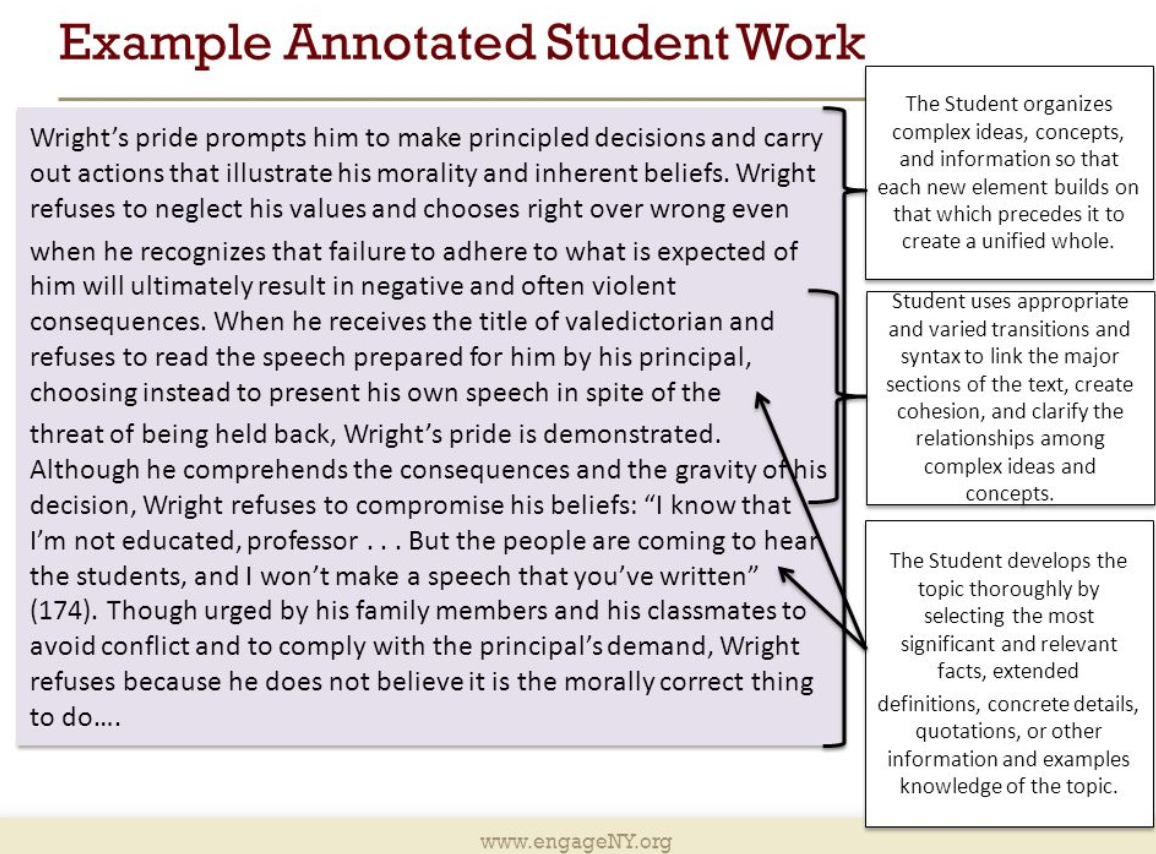 Example Annotated Student Work
Wright’s pride prompts him to make principled decisions and carry
out actions that illustrate his morality and inherent beliefs. Wright
refuses to neglect his values and chooses right over wrong even
when he recognizes that failure to adhere to what is expected of
him will ultimately result in negative and often violent
consequences. When he receives the title of valedictorian and
refuses to read the speech prepared for him by his principal,
choosing instead to present his own speech in spite of the
threat of being held back, Wright’s pride is demonstrated.
Although he comprehends the consequences and the gravity of his
decision, Wright refuses to compromise his beliefs: “I know that
I’m not educated, professor . . . But the people are coming to hear
the students, and I won’t make a speech that you’ve written”
(174). Though urged by his family members and his classmates to
avoid conflict and to comply with the principal’s demand, Wright
refuses because he does not believe it is the morally correct thing
to do….
The Student organizes
complex ideas, concepts,
and information so that
each new element builds on
that which precedes it to
create a unified whole.
Student uses appropriate
and varied transitions and
syntax to link the major
sections of the text, create
cohesion, and clarify the
relationships among
complex ideas and
concepts.
The Student develops the
topic thoroughly by
selecting the most
significant and relevant
facts, extended
definitions, concrete details,
quotations, or other
information and examples
knowledge of the topic.
www.engageNY.org